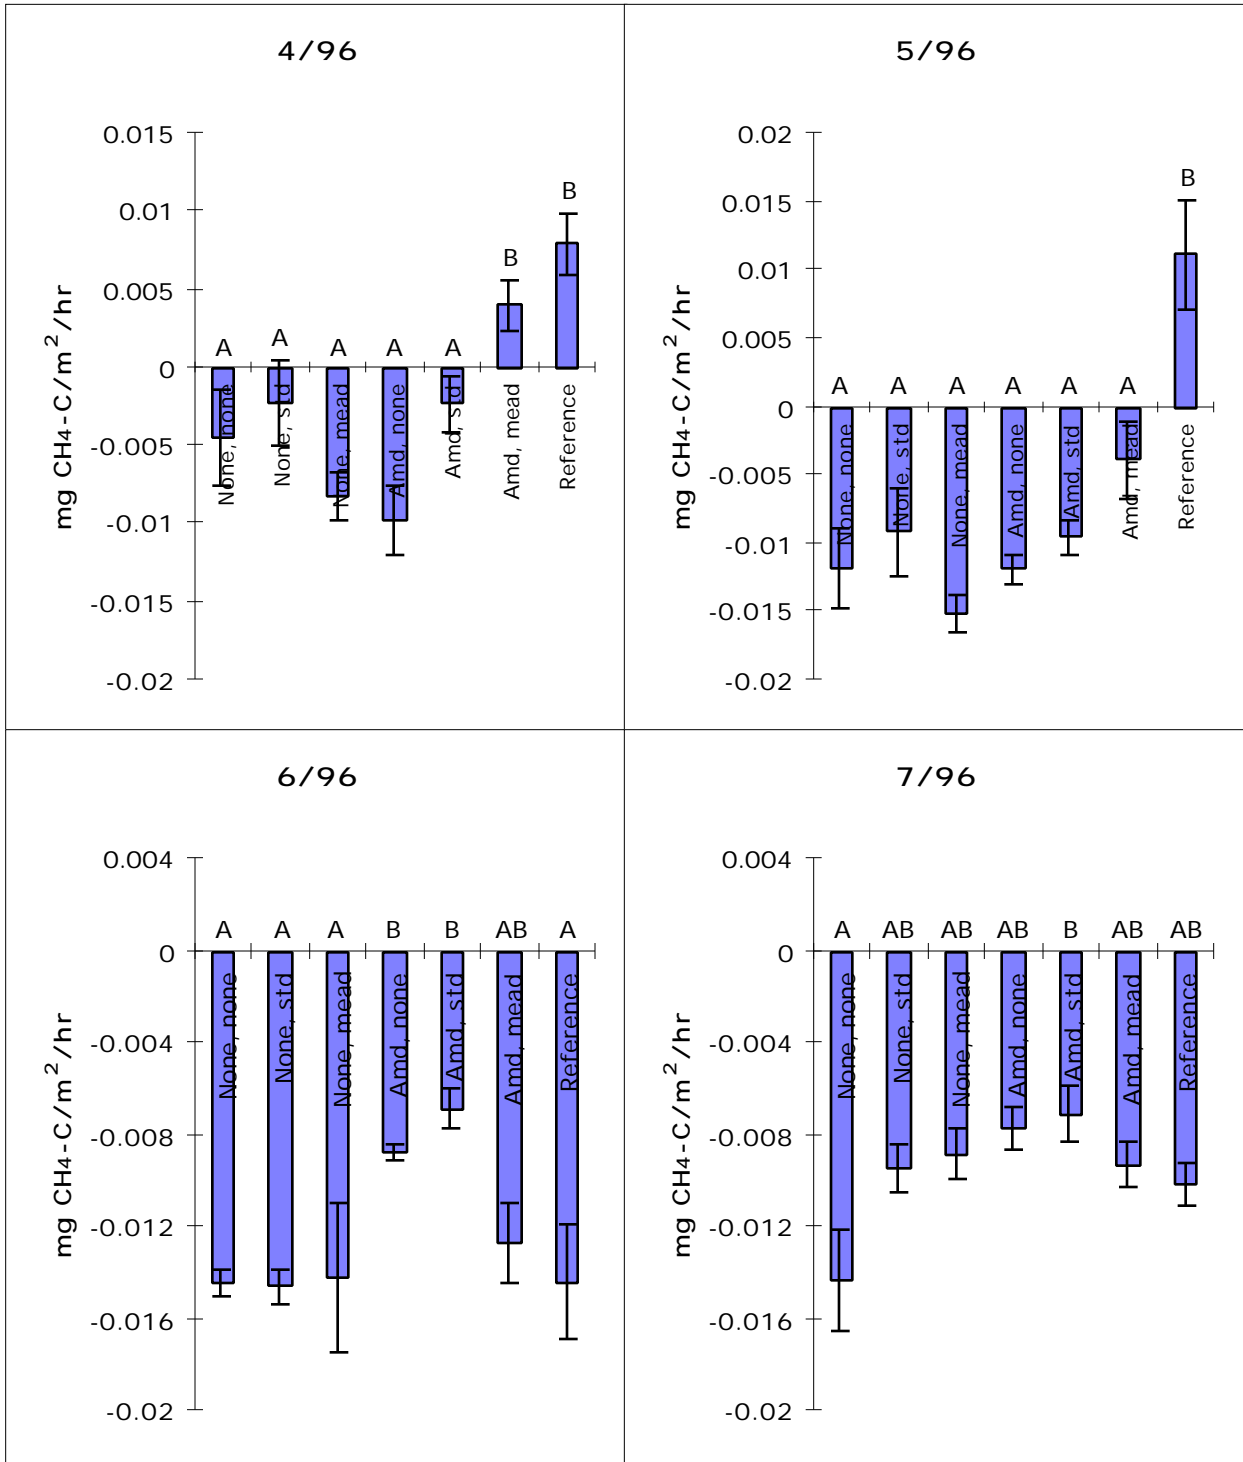 4/96
0.015
0.01
0.005
0
-0.005
-0.01
-0.015
-0.02
mg CH4-C/m²/hr
A A A A A B B
None, none
None, std
None, mead
Amd, none
Amd, std
Amd, mead
Reference
5/96
0.02
0.015
0.01
0.005
0
-0.005
-0.01
-0.015
-0.02
mg CH4-C/m²/hr
A A A A A A B
None, none
None, std
None, mead
Amd, none
Amd, std
Amd, mead
Reference
6/96
0.004
0
-0.004
-0.008
-0.012
-0.016
-0.02
mg CH4-C/m²/hr
A A A B B AB A
None, none
None, std
None, mead
Amd, none
Amd, std
Amd, mead
Reference
7/96
0.004
0
-0.004
-0.008
-0.012
-0.016
-0.02
mg CH4-C/m²/hr
A AB AB AB B AB AB
None, none
None, std
None, mead
Amd, none
Amd, std
Amd, mead
Reference